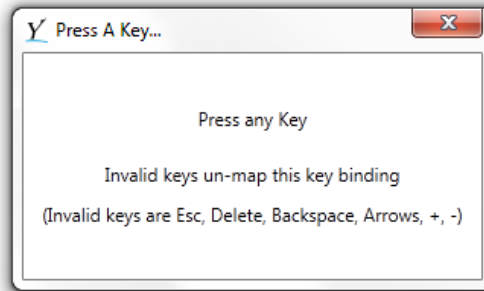 Y Press A Key...
Press any Key
Invalid keys un-map this key binding
(Invalid keys are Esc, Delete, Backspace, Arrows, +, -)